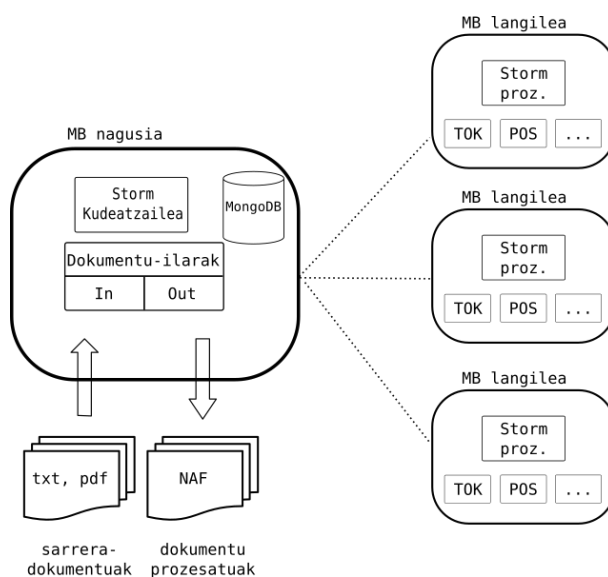 MB nagusia
Storm
Kudeatzailea
MongoDB
Dokumentu-ilarak
In
Out
txt, pdf
NAF
sarrera-
dokumentuak
dokumentu
prozesatuak
MB langilea
Storm
proz.
TOK
POS
...
MB langilea
Storm
proz.
TOK
POS
...
MB langilea
Storm
proz.
TOK
POS
...